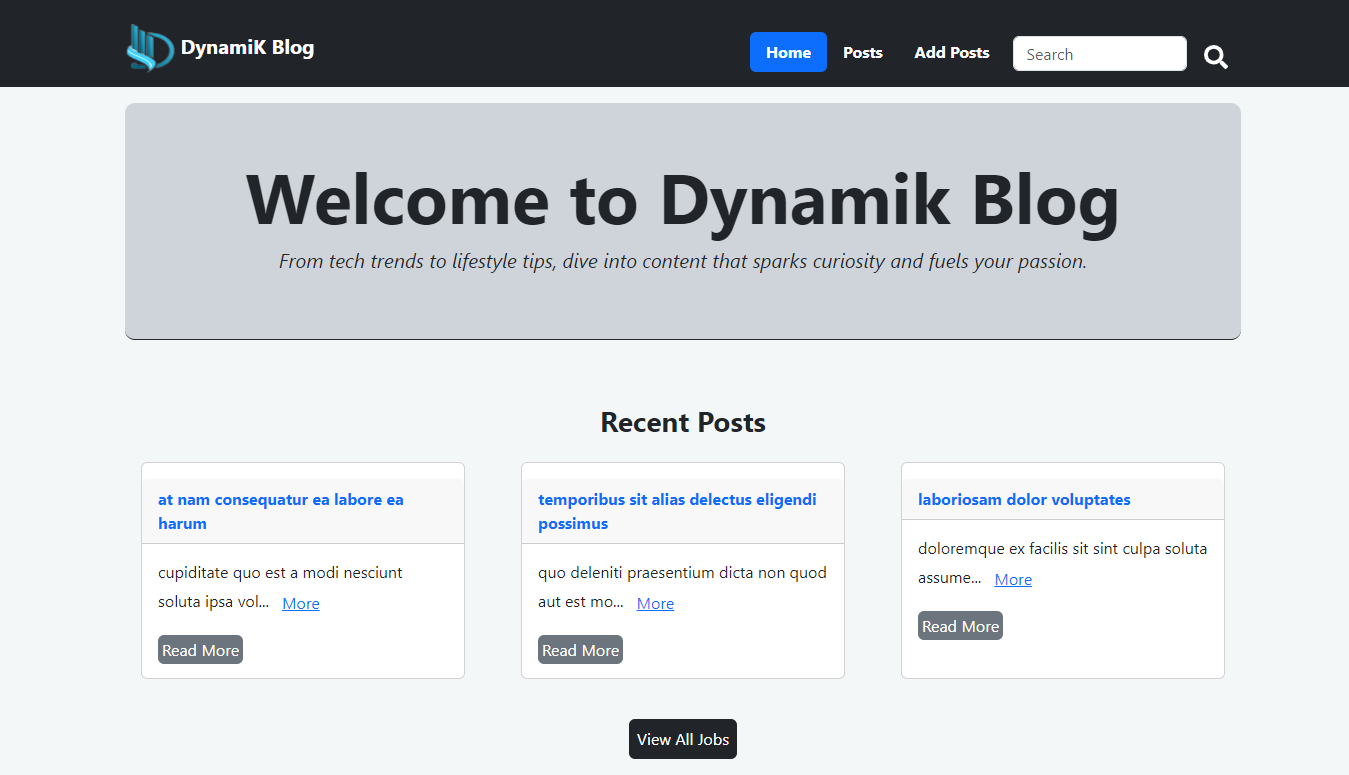 DynamiK Blog
Home Posts Add Posts Search
Welcome to Dynamik Blog
From tech trends to lifestyle tips, dive into content that sparks curiosity and fuels your passion.
Recent Posts
at nam consequatur ea labore ea
harum
cupiditate quo est a modi nesciunt
soluta ipsa vol... More
Read More
temporibus sit alias delectus eligendi
possimus
quo deleniti praesentium dicta non quod
aut est mo... More
Read More
laboriosam dolor voluptates
doloremque ex facilis sit sint culpa soluta
assume... More
Read More
View All Jobs